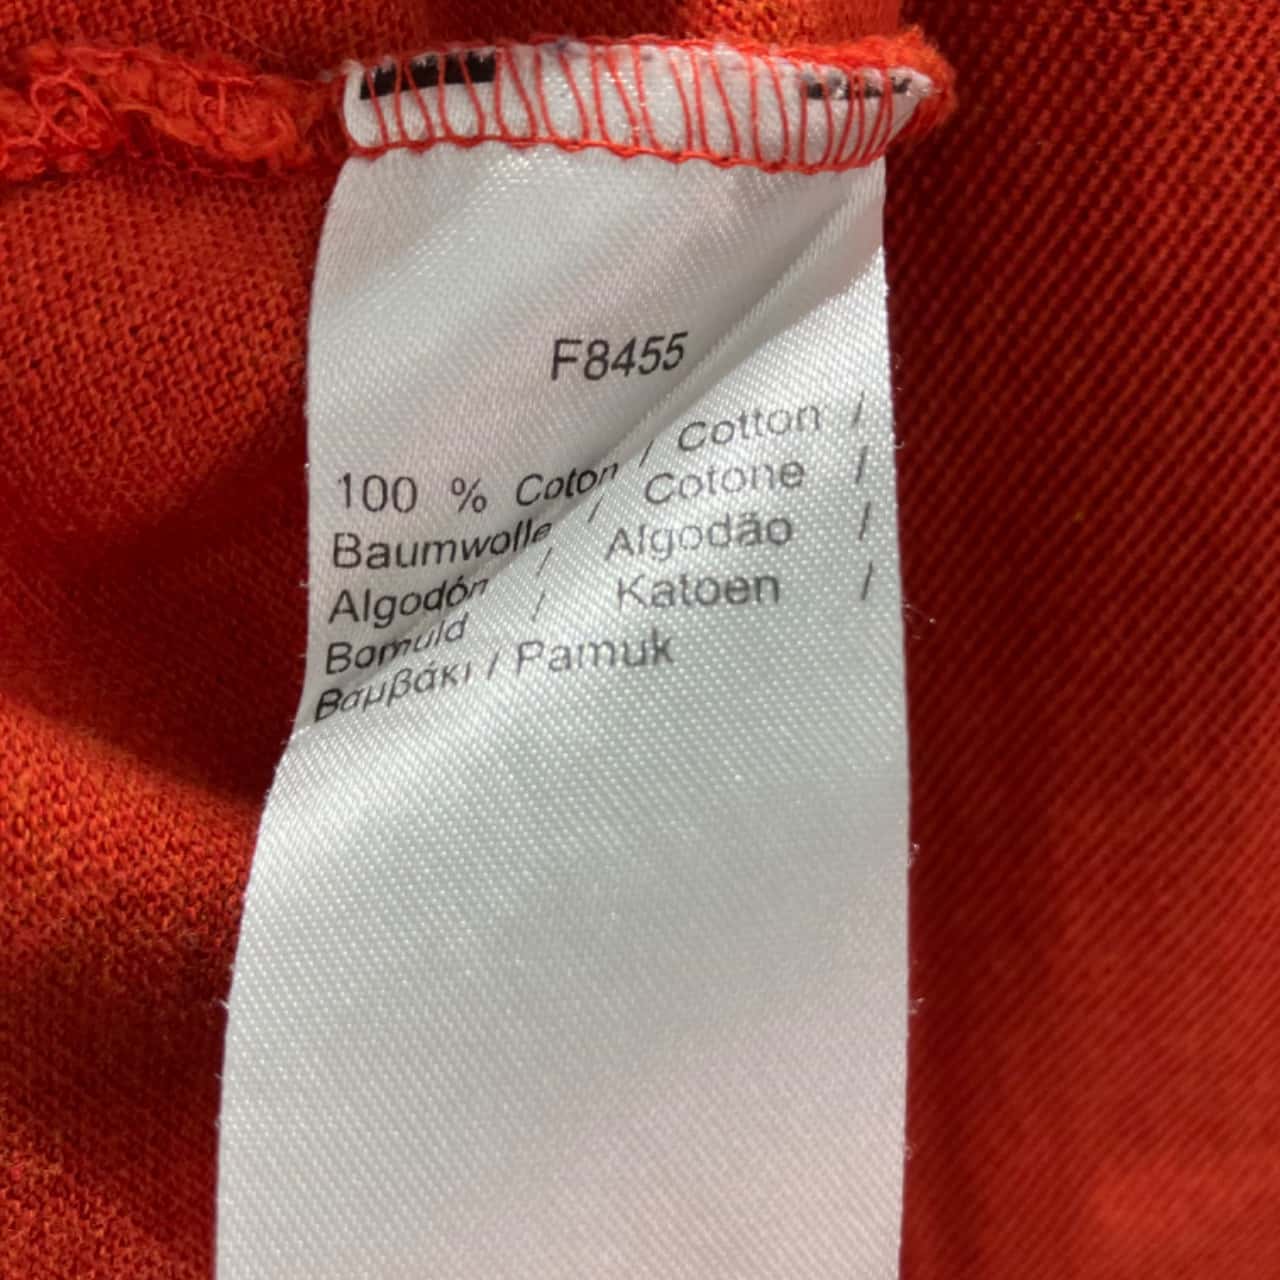 F8455
100 % Coton / Cotton /
Baumwolle / Cotone /
Algodón / Algodão /
Bomuld / Katoen /
Βαμβάκι / Pamuk